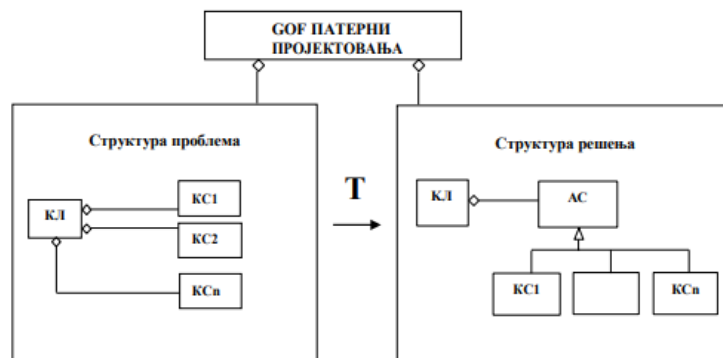 GOF ПАТЕРНИ
ПРОЈЕКТОВАЊА
Структура проблема
КЛ
КС1
КС2
КСn
Т
Структура решења
КЛ
АС
КС1
КСn